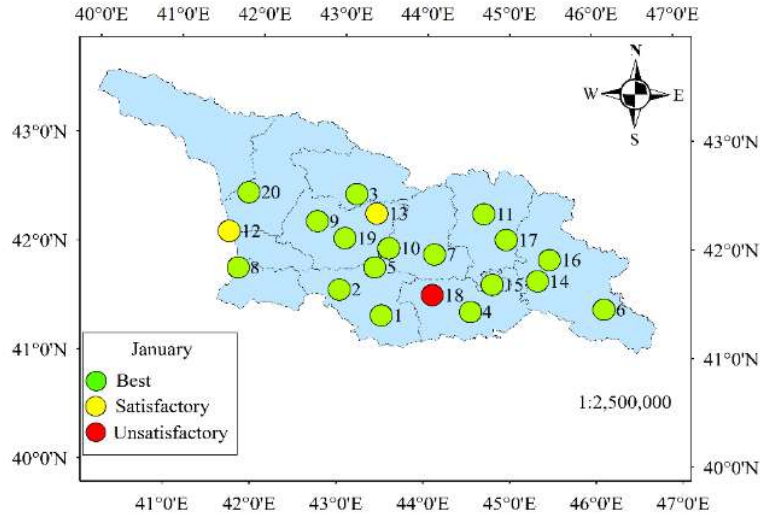 40°0'E 41°0'E 42°0'E 43°0'E 44°0'E 45°0'E 46°0'E 47°0'E
N
W E
S
43°0'N 43°0'N
20 3
13
12 9 11
42°0'N 19 10 17 42°0'N
8 5 7 16
2 18 15 14
1 4 6
41°0'N 41°0'N
January
Best
Satisfactory
Unsatisfactory
1:2,500,000
40°0'N 40°0'N
41°0'E 42°0'E 43°0'E 44°0'E 45°0'E 46°0'E 47°0'E